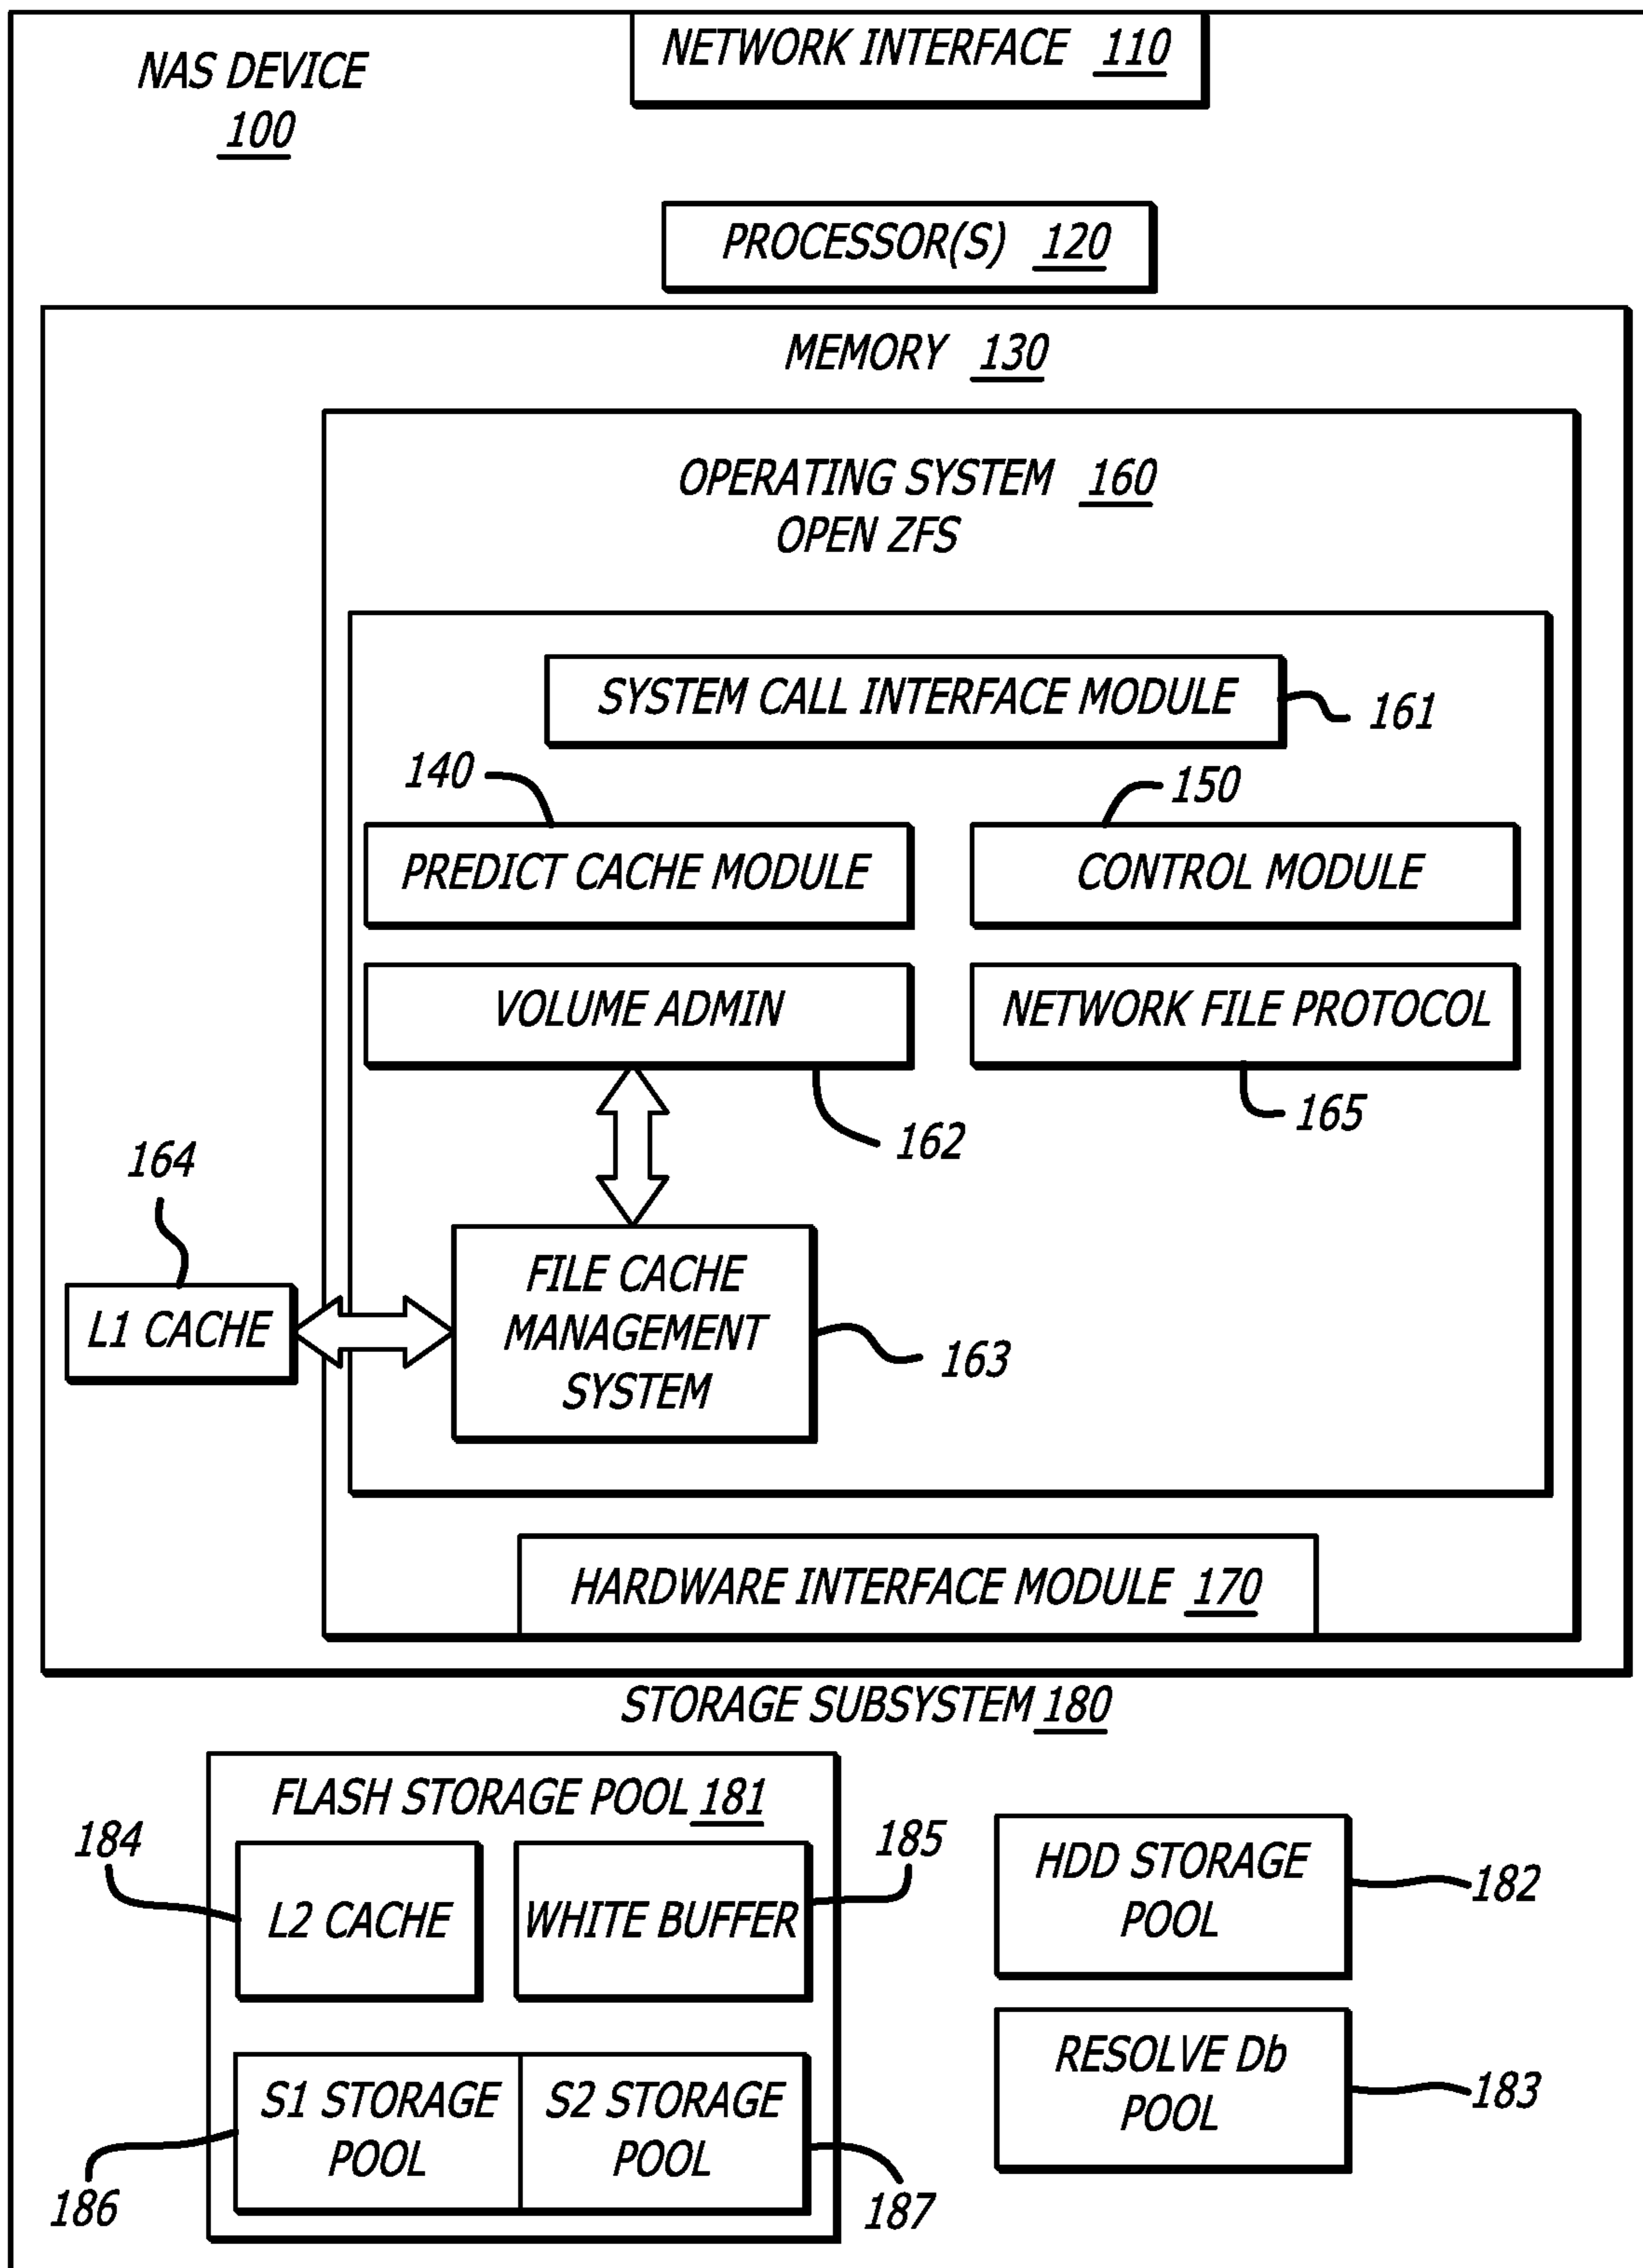 NETWORK INTERFACE 110
NAS DEVICE
100
PROCESSOR(S) 120
MEMORY 130
OPERATING SYSTEM 160
OPEN ZFS
SYSTEM CALL INTERFACE MODULE
161
140
150
PREDICT CACHE MODULE
CONTROL MODULE
VOLUME ADMIN
NETWORK FILE PROTOCOL
162
165
164
L1 CACHE
FILE CACHE
MANAGEMENT
SYSTEM
163
HARDWARE INTERFACE MODULE 170
STORAGE SUBSYSTEM 180
FLASH STORAGE POOL 181
184
185
L2 CACHE
WHITE BUFFER
HDD STORAGE
POOL
182
S1 STORAGE
POOL
S2 STORAGE
POOL
186
187
RESOLVE Db
POOL
183